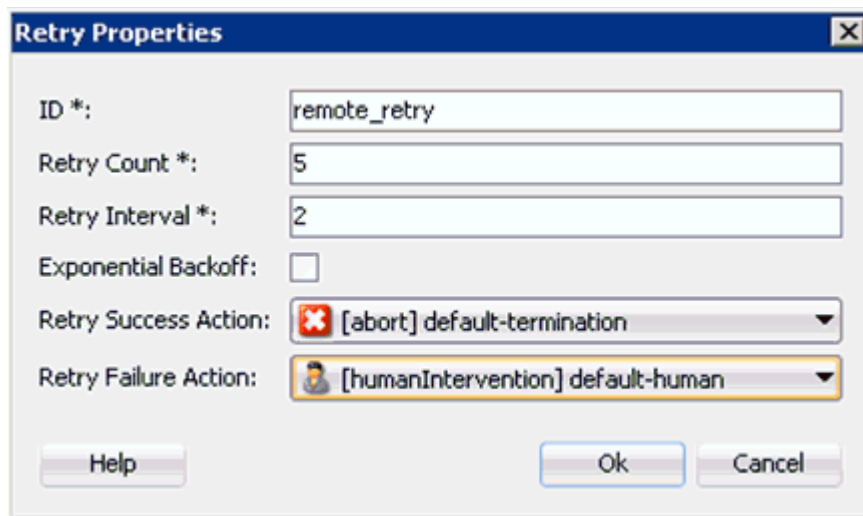 Retry Properties
ID *: remote_retry
Retry Count *: 5
Retry Interval *: 2
Exponential Backoff:
Retry Success Action: [abort] default-termination
Retry Failure Action: [humanIntervention] default-human
Help Ok Cancel